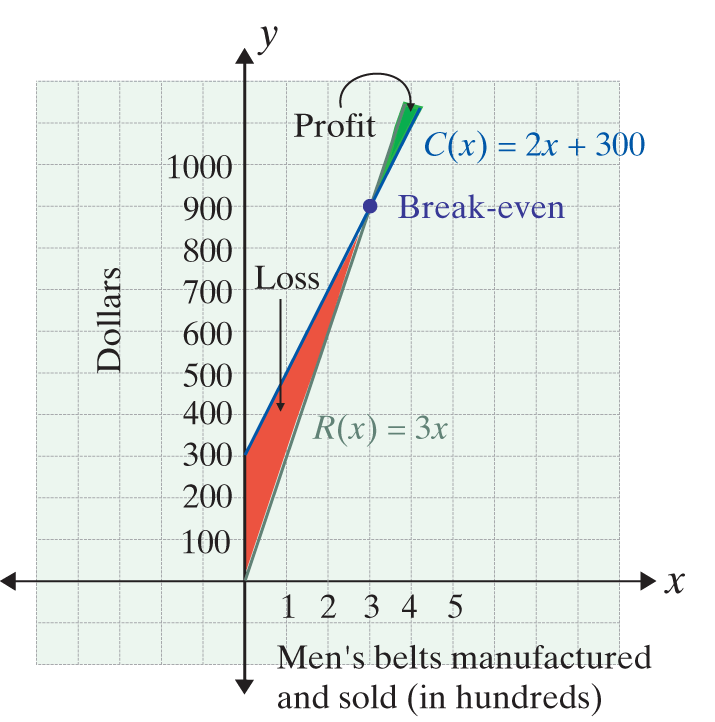 y
Profit
C(x) = 2x + 300
1000
900
Break-even
800
Loss
700
Dollars
600
500
400
R(x) = 3x
300
200
100
x
1 2 3 4 5
Men's belts manufactured
and sold (in hundreds)